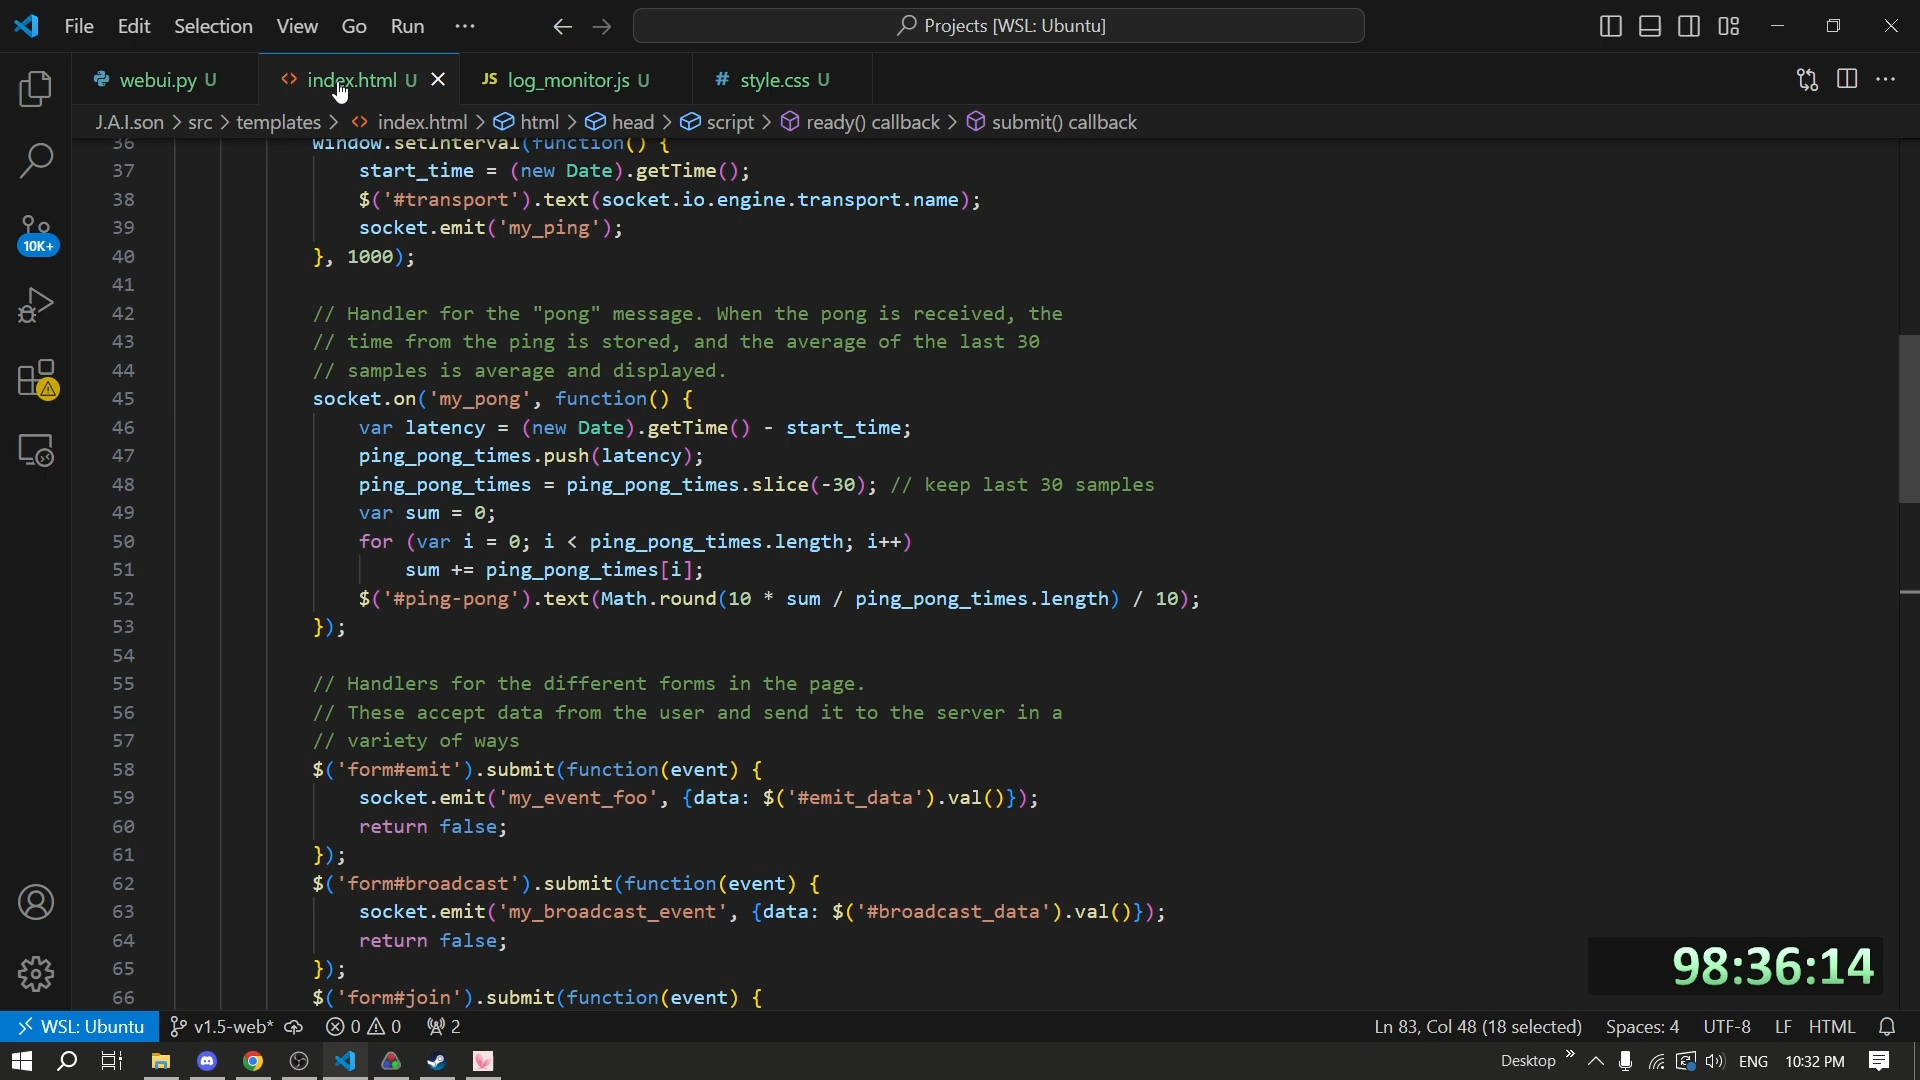 File Edit Selection View Go Run ···
Projects [WSL: Ubuntu]
webui.py U
<> index.html U
JS log_monitor.js U
# style.css U
J.A.I.son > src > templates > <> index.html > html > head > script > ready() callback > submit() callback
36 window.setInterval(function() {
37 start_time = (new Date).getTime();
38 $('#transport').text(socket.io.engine.transport.name);
39 socket.emit('my_ping');
40 }, 1000);
41
42 // Handler for the "pong" message. When the pong is received, the
43 // time from the ping is stored, and the average of the last 30
44 // samples is average and displayed.
45 socket.on('my_pong', function() {
46 var latency = (new Date).getTime() - start_time;
47 ping_pong_times.push(latency);
48 ping_pong_times = ping_pong_times.slice(-30); // keep last 30 samples
49 var sum = 0;
50 for (var i = 0; i < ping_pong_times.length; i++)
51 sum += ping_pong_times[i];
52 $('#ping-pong').text(Math.round(10 * sum / ping_pong_times.length) / 10);
53 });
54
55 // Handlers for the different forms in the page.
56 // These accept data from the user and send it to the server in a
57 // variety of ways
58 $('form#emit').submit(function(event) {
59 socket.emit('my_event_foo', {data: $('#emit_data').val()});
60 return false;
61 });
62 $('form#broadcast').submit(function(event) {
63 socket.emit('my_broadcast_event', {data: $('#broadcast_data').val()});
64 return false;
65 });
66 $('form#join').submit(function(event) {
10K+
98:36:14
WSL: Ubuntu v1.5-web* 0 0 2 Ln 83, Col 48 (18 selected) Spaces: 4 UTF-8 LF HTML
Desktop » ENG 10:32 PM